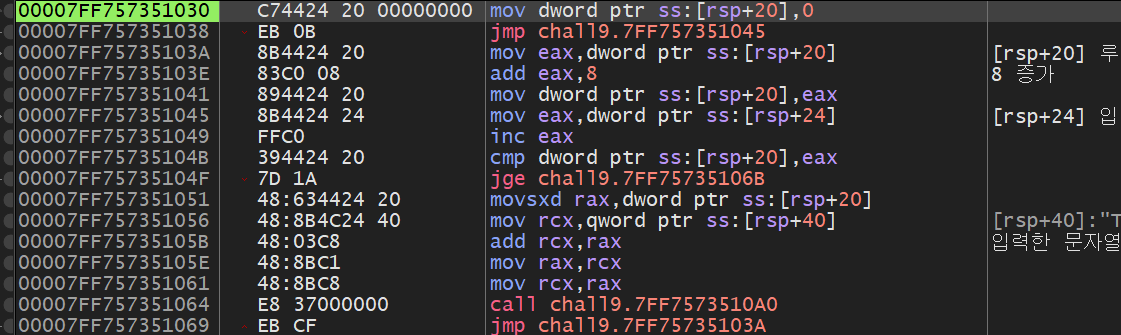 00007FF757351030 C74424 20 00000000 mov dword ptr ss:[rsp+20],0
00007FF757351038 EB 0B jmp chall9.7FF757351045
00007FF75735103A 8B4424 20 mov eax,dword ptr ss:[rsp+20] [rsp+20] 루
00007FF75735103E 83C0 08 add eax,8 8 증가
00007FF757351041 894424 20 mov dword ptr ss:[rsp+20],eax
00007FF757351045 8B4424 24 mov eax,dword ptr ss:[rsp+24] [rsp+24] 입
00007FF757351049 FFC0 inc eax
00007FF75735104B 394424 20 cmp dword ptr ss:[rsp+20],eax
00007FF75735104F 7D 1A jge chall9.7FF75735106B
00007FF757351051 48:634424 20 movsxd rax,dword ptr ss:[rsp+20]
00007FF757351056 48:8B4C24 40 mov rcx,qword ptr ss:[rsp+40] [rsp+40]:"T
00007FF75735105B 48:03C8 add rcx,rax 입력한 문자열
00007FF75735105E 48:8BC1 mov rax,rcx
00007FF757351061 48:8BC8 mov rcx,rax
00007FF757351064 E8 37000000 call chall9.7FF7573510A0
00007FF757351069 EB CF jmp chall9.7FF75735103A